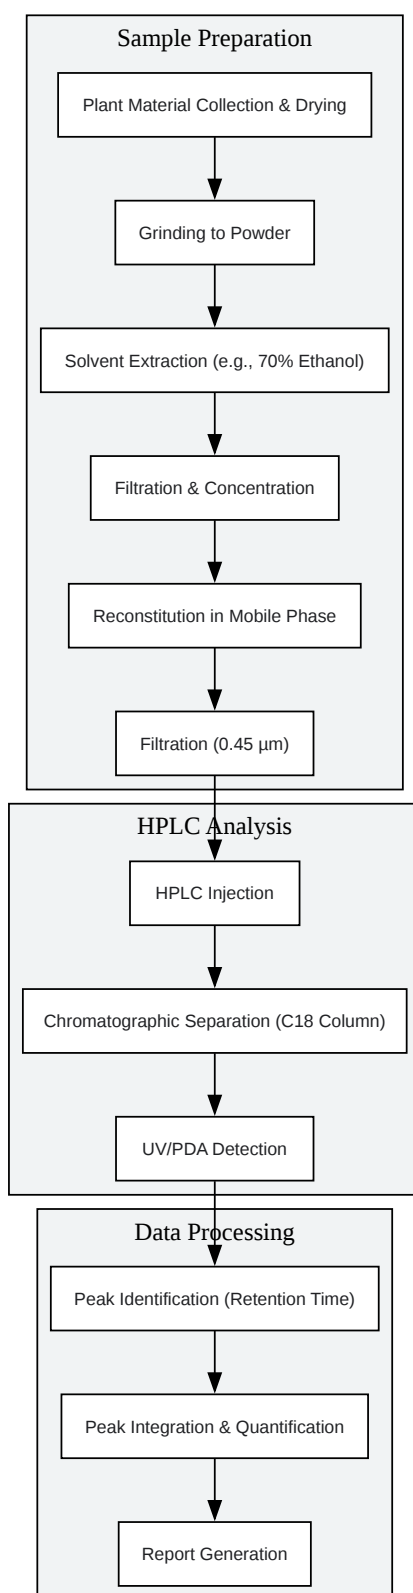 Sample Preparation
Plant Material Collection & Drying
Grinding to Powder
Solvent Extraction (e.g., 70% Ethanol)
Filtration & Concentration
Reconstitution in Mobile Phase
Filtration (0.45 µm)
HPLC Analysis
HPLC Injection
Chromatographic Separation (C18 Column)
UV/PDA Detection
Data Processing
Peak Identification (Retention Time)
Peak Integration & Quantification
Report Generation